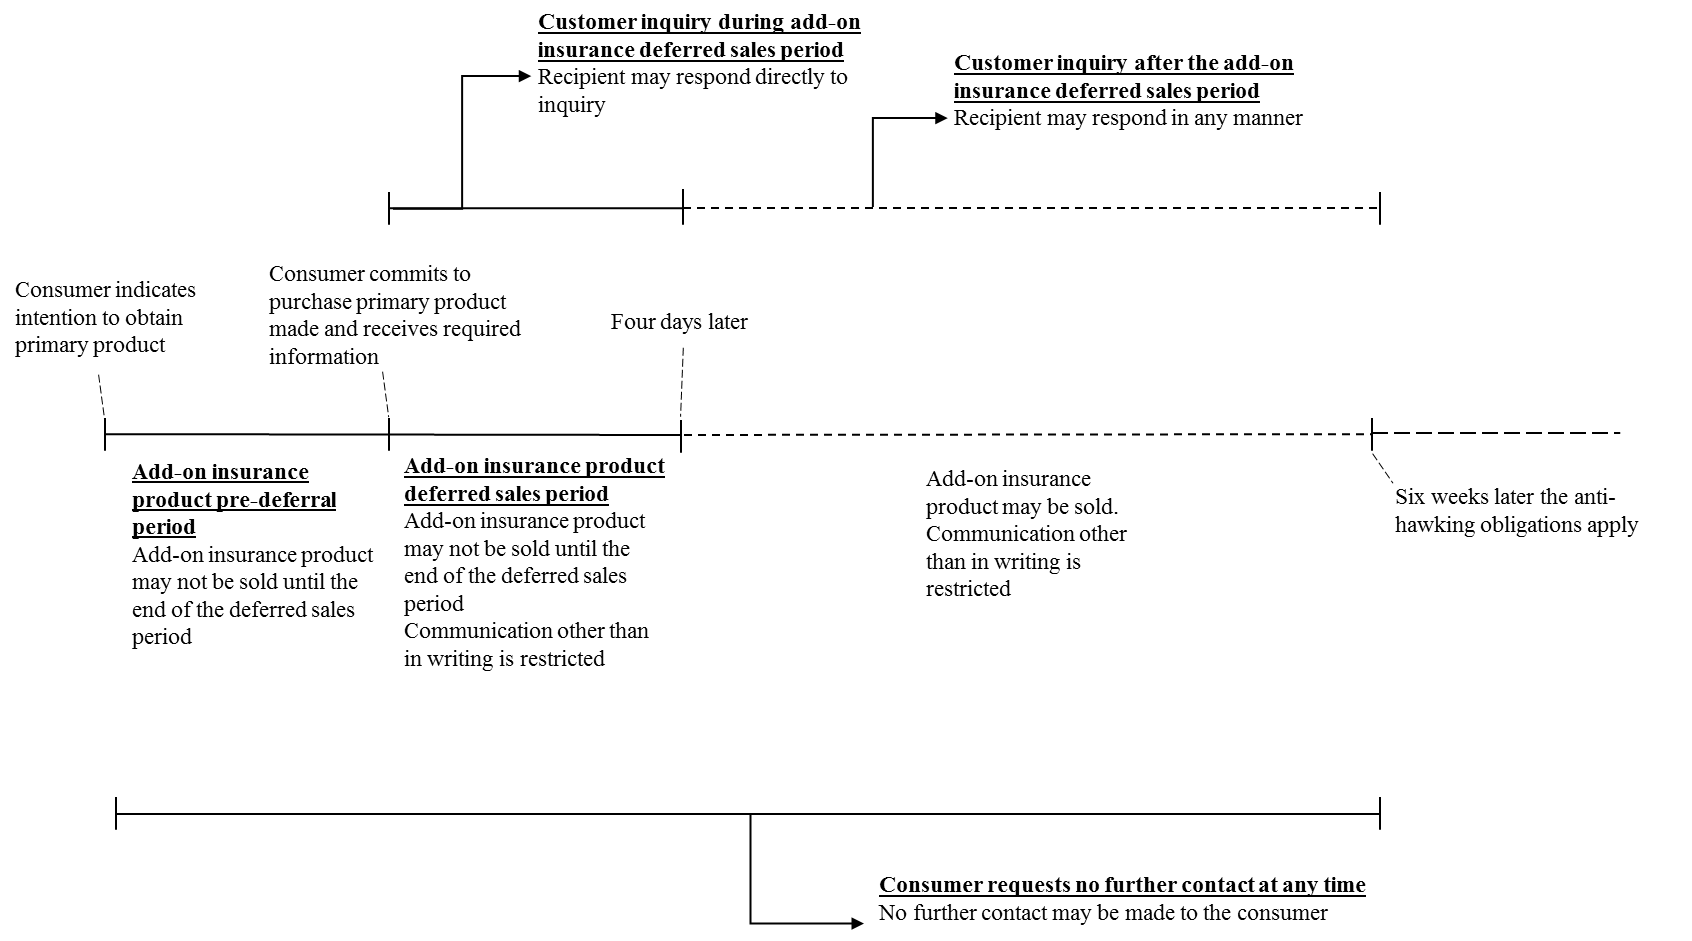 Customer inquiry during add-on
insurance deferred sales period
Recipient may respond directly to
inquiry
Customer inquiry after the add-on
insurance deferred sales period
Recipient may respond in any manner
Consumer indicates
intention to obtain
primary product
Consumer commits to
purchase primary product
made and receives required
information
Four days later
Add-on insurance
product pre-deferral
period
Add-on insurance product
may not be sold until the
end of the deferred sales
period
Add-on insurance product
deferred sales period
Add-on insurance product
may not be sold until the
end of the deferred sales
period
Communication other than
in writing is restricted
Add-on insurance
product may be sold.
Communication other
than in writing is
restricted
Six weeks later the anti-
hawking obligations apply
Consumer requests no further contact at any time
No further contact may be made to the consumer